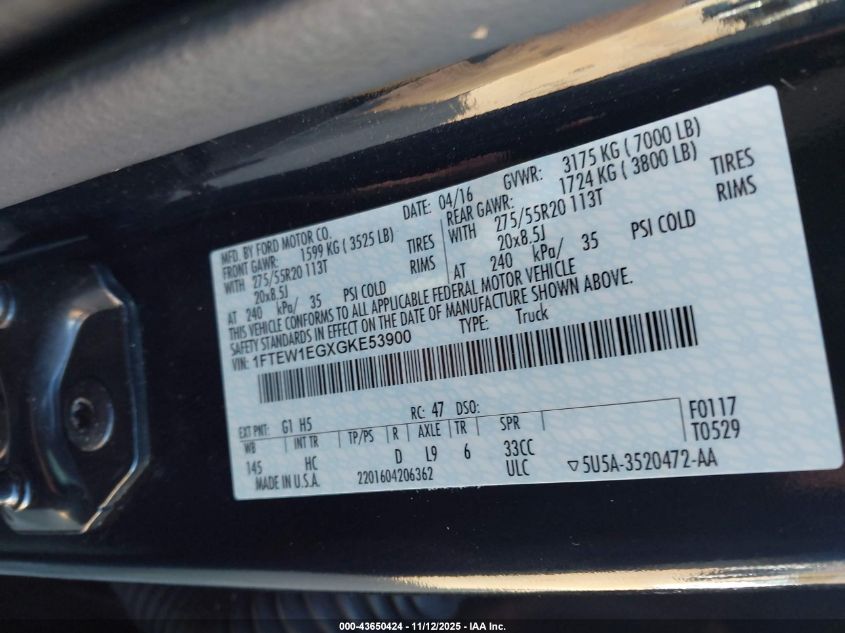 MFD. BY FORD MOTOR CO.
DATE: 04/16 GVWR: 3175 KG ( 7000 LB)
FRONT GAWR: 1599 KG ( 3525 LB)
REAR GAWR: 1724 KG ( 3800 LB)
WITH 275/55R20 113T TIRES
WITH 275/55R20 113T TIRES
20x8.5J RIMS
20x8.5J RIMS
AT 240 kPa/ 35 PSI COLD
AT 240 kPa/ 35 PSI COLD
THIS VEHICLE CONFORMS TO ALL APPLICABLE FEDERAL MOTOR VEHICLE
SAFETY STANDARDS IN EFFECT ON THE DATE OF MANUFACTURE SHOWN ABOVE.
VIN: 1FTEW1EGXGKE53900 TYPE: Truck
EXT PNT: G1 H5 RC: 47 DSO: F0117
WB INT TR TP/PS R AXLE TR SPR T0529
145 HC D L9 6 33CC
MADE IN U.S.A. 2201604206362 ULC ▽5U5A-3520472-AA
000-43650424 - 11/12/2025 - IAA Inc.